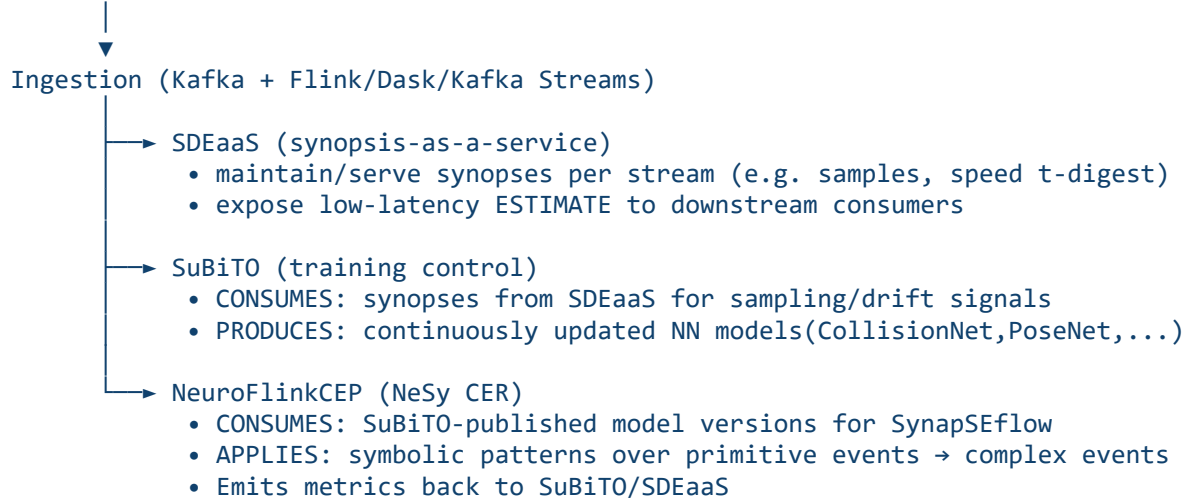 Ingestion (Kafka + Flink/Dask/Kafka Streams)
SDEaaS (synopsis-as-a-service)
• maintain/serve synopses per stream (e.g. samples, speed t-digest)
• expose low-latency ESTIMATE to downstream consumers
SuBiTO (training control)
• CONSUMES: synopses from SDEaaS for sampling/drift signals
• PRODUCES: continuously updated NN models(CollisionNet,PoseNet,...)
NeuroFlinkCEP (NeSy CER)
• CONSUMES: SuBiTO-published model versions for SynapSEflow
• APPLIES: symbolic patterns over primitive events → complex events
• Emits metrics back to SuBiTO/SDEaaS